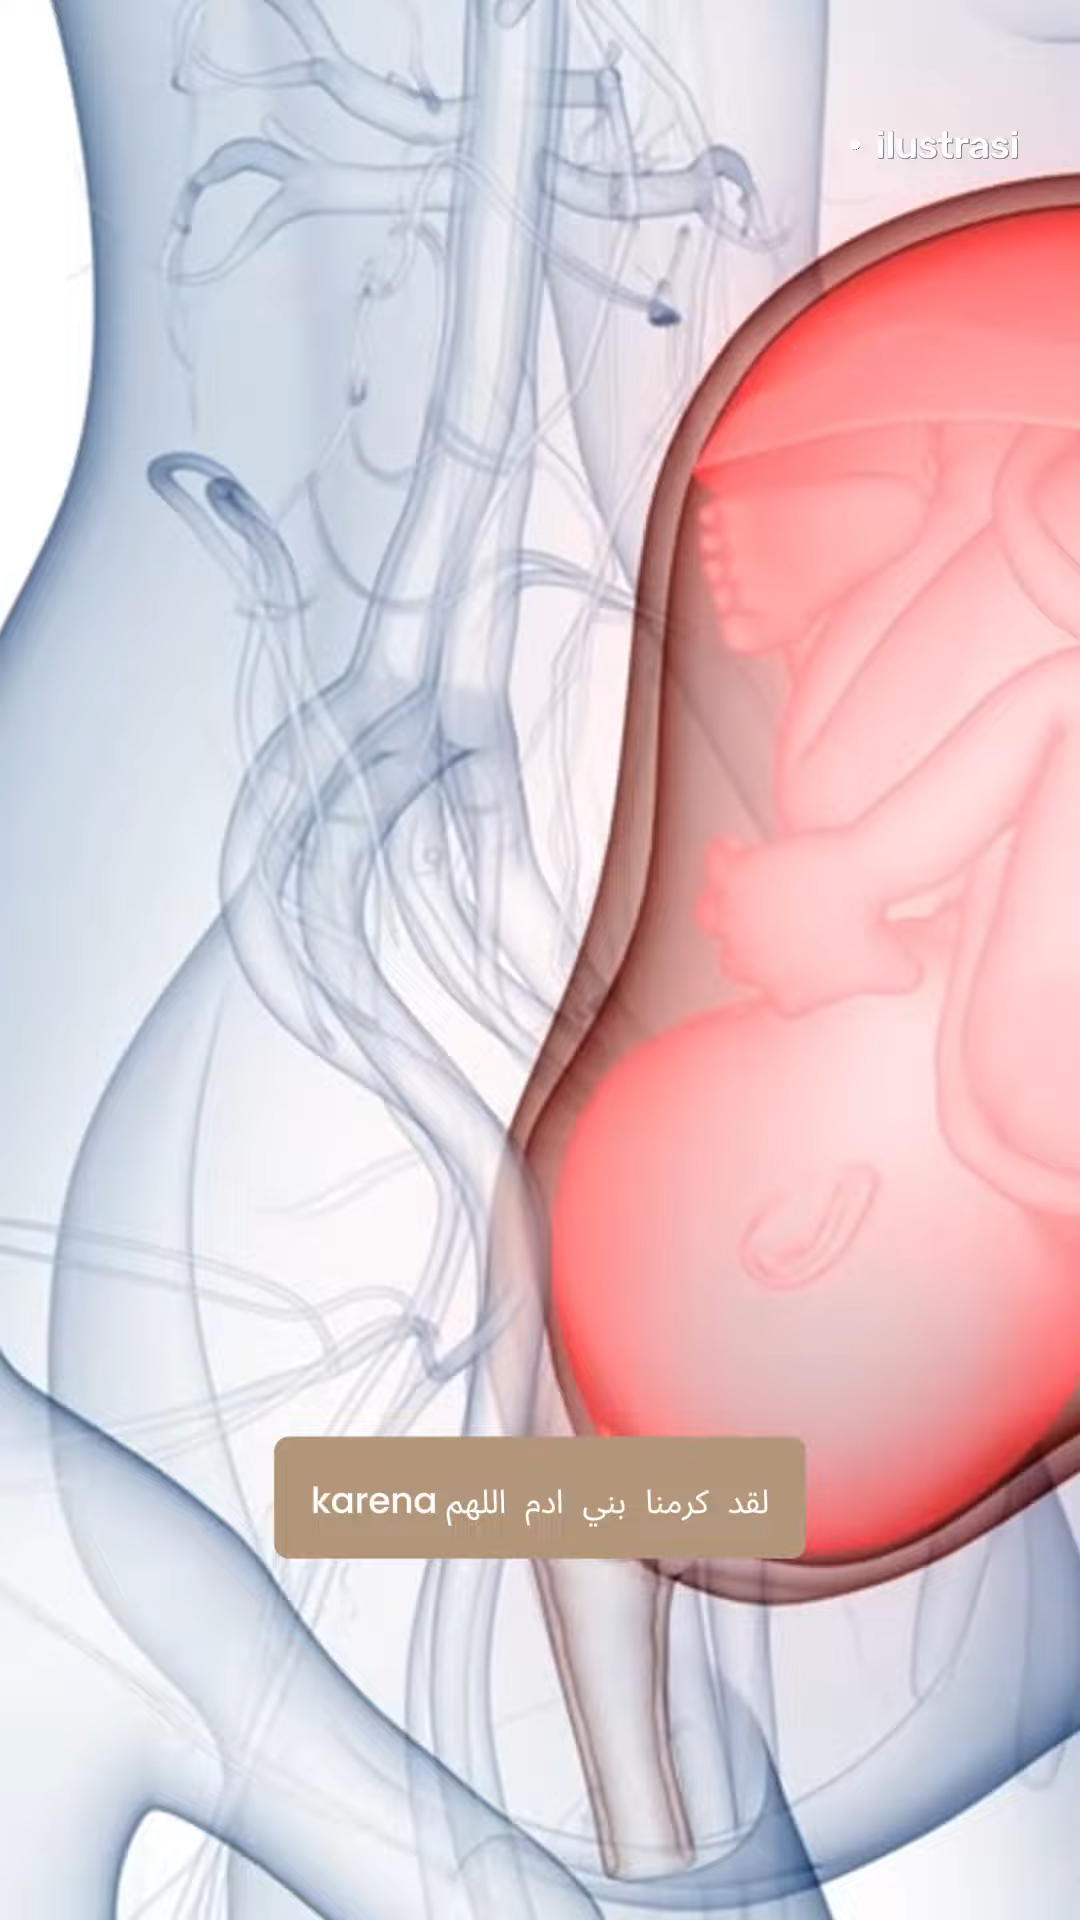 • ilustrasi
karena لقد كرمنا بني ادم اللهم